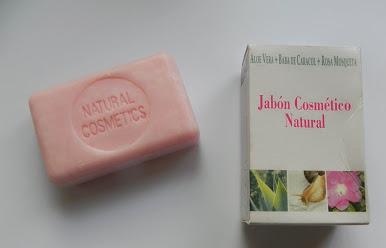 NATURAL
COSMETICS
ALOE VERA + BABA DE CARACOL + ROSA MOSQUETA
Jabón Cosmético
Natural